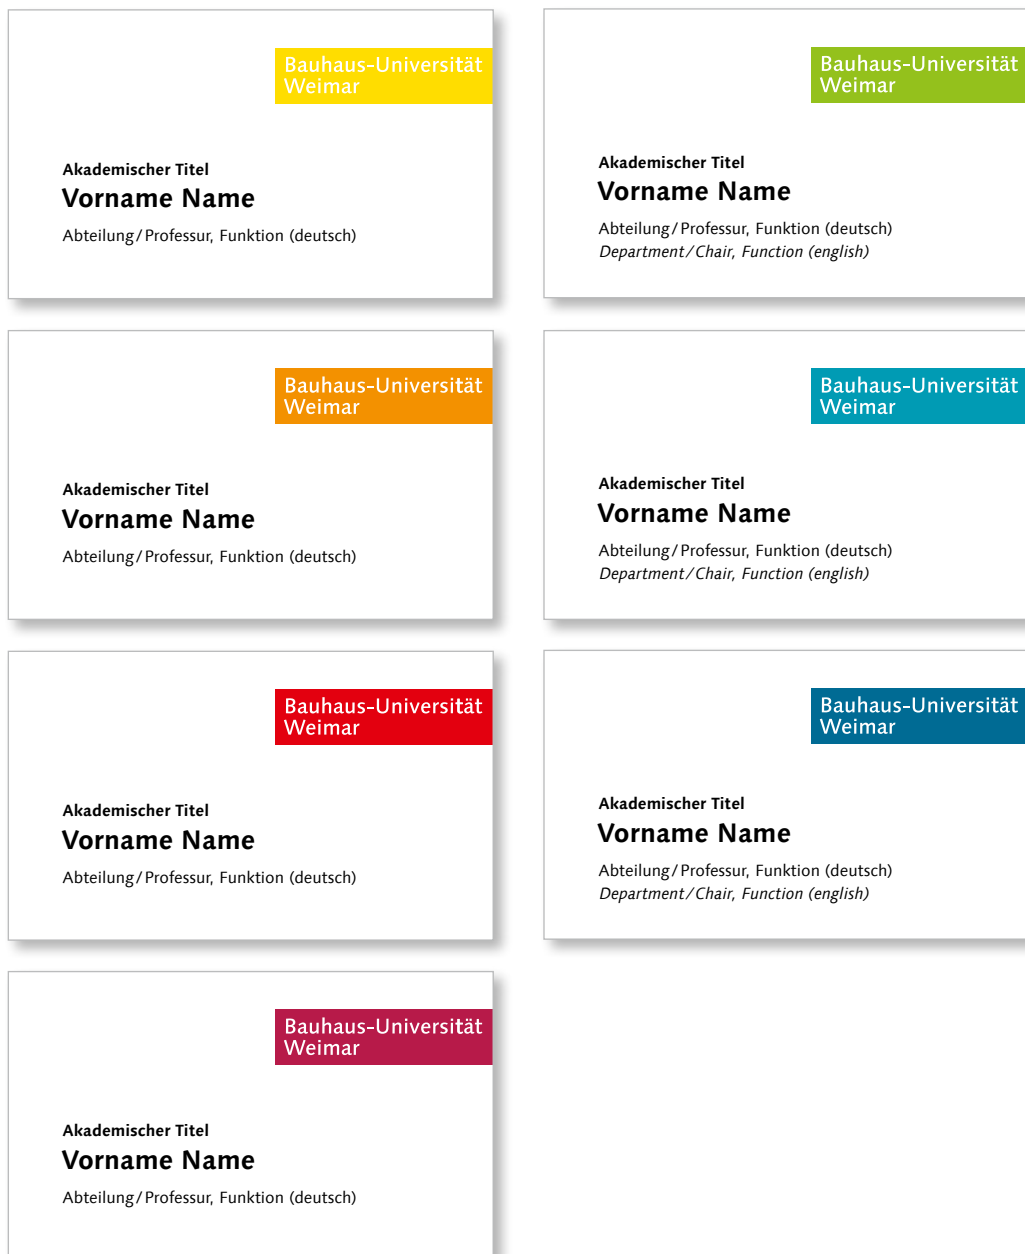 Bauhaus-Universität
Weimar
Akademischer Titel
Vorname Name
Abteilung/Professur, Funktion (deutsch)
Bauhaus-Universität
Weimar
Akademischer Titel
Vorname Name
Abteilung/Professur, Funktion (deutsch)
Department/Chair, Function (english)
Bauhaus-Universität
Weimar
Akademischer Titel
Vorname Name
Abteilung/Professur, Funktion (deutsch)
Bauhaus-Universität
Weimar
Akademischer Titel
Vorname Name
Abteilung/Professur, Funktion (deutsch)
Department/Chair, Function (english)
Bauhaus-Universität
Weimar
Akademischer Titel
Vorname Name
Abteilung/Professur, Funktion (deutsch)
Bauhaus-Universität
Weimar
Akademischer Titel
Vorname Name
Abteilung/Professur, Funktion (deutsch)
Department/Chair, Function (english)
Bauhaus-Universität
Weimar
Akademischer Titel
Vorname Name
Abteilung/Professur, Funktion (deutsch)